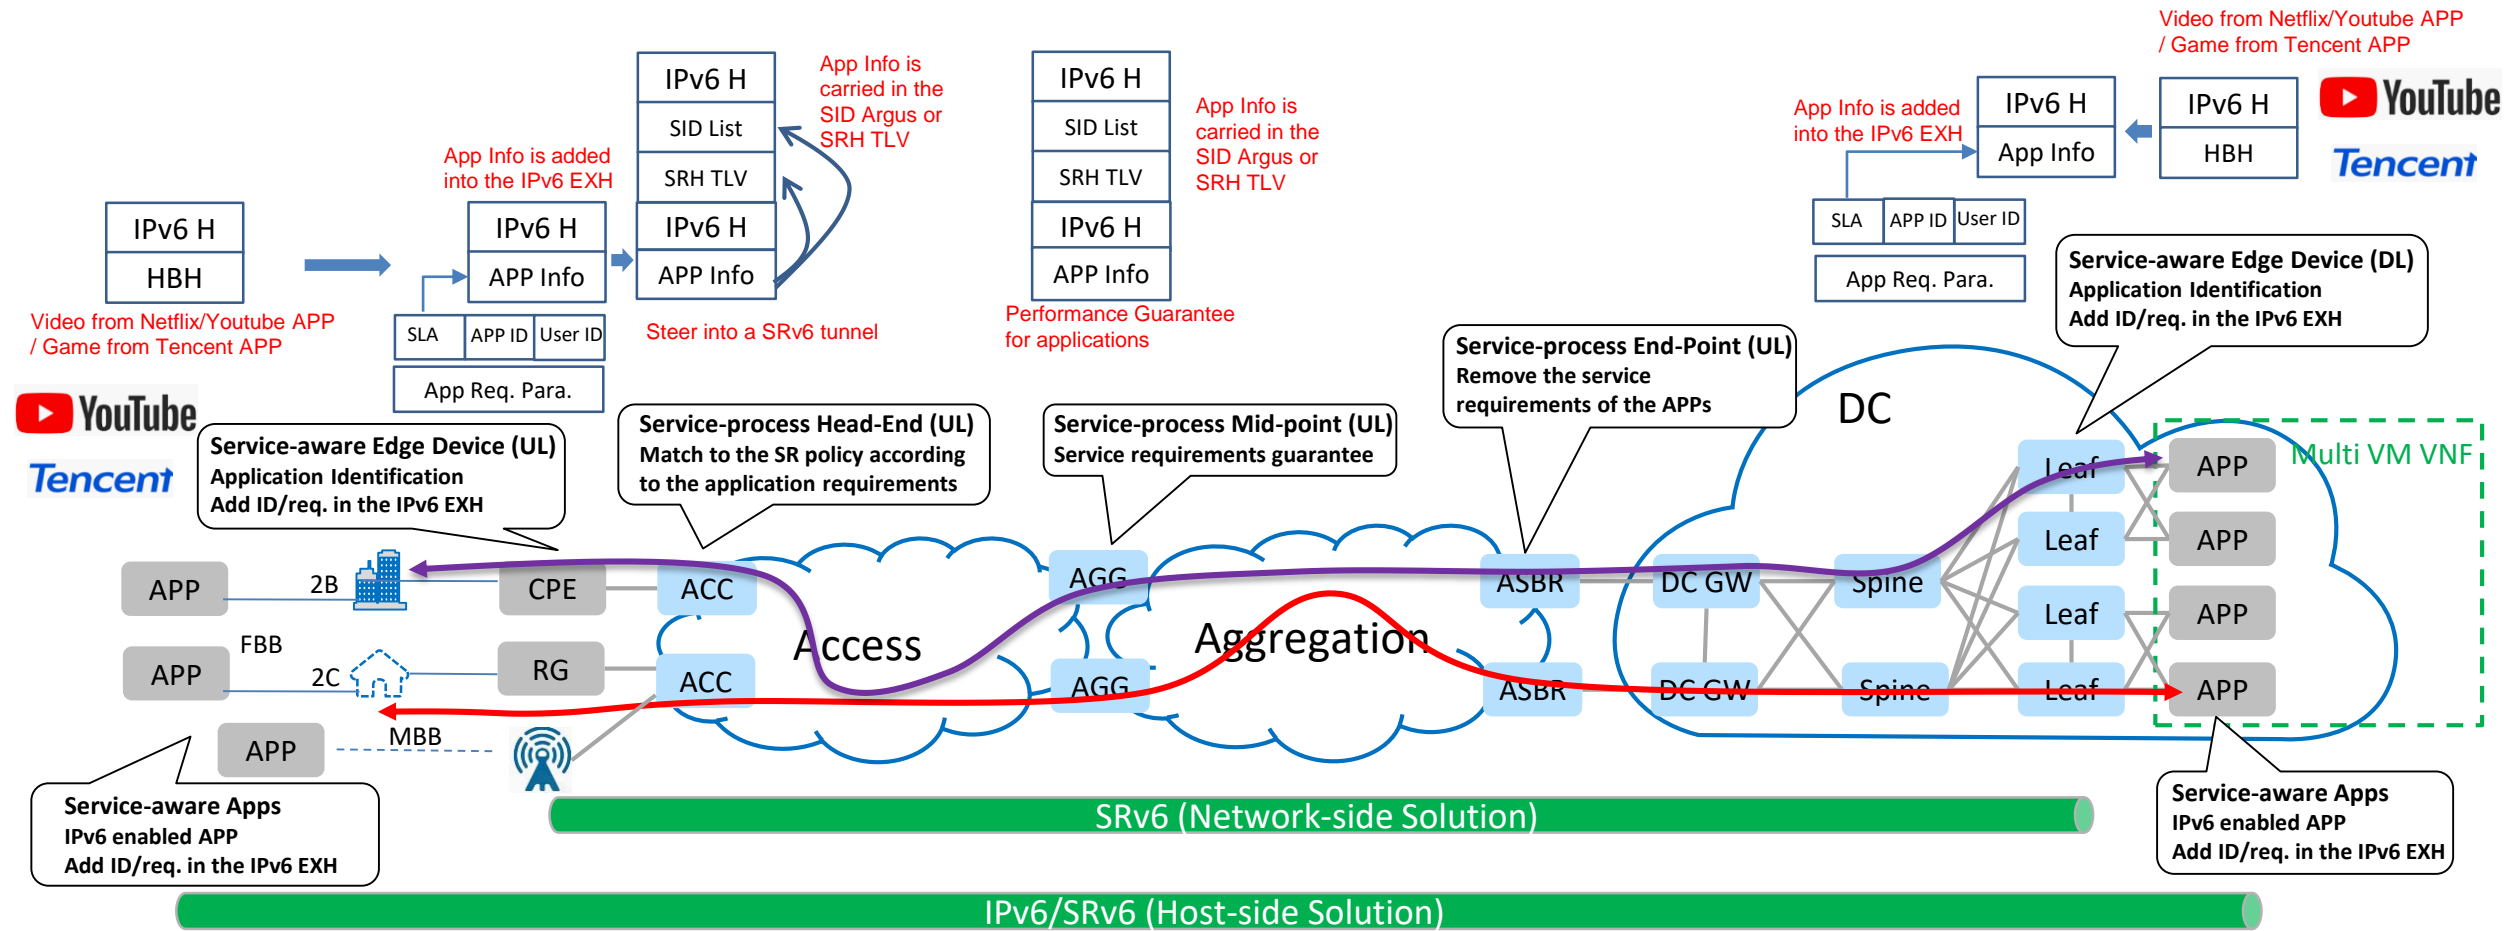 Video from Netflix/Youtube APP
/ Game from Tencent APP
IPv6 H
SID List
SRH TLV
IPv6 H
APP Info
App Info is
carried in the
SID Argus or
SRH TLV
IPv6 H
SID List
SRH TLV
IPv6 H
APP Info
App Info is
carried in the
SID Argus or
SRH TLV
App Info is added
into the IPv6 EXH
IPv6 H
App Info
IPv6 H
HBH
YouTube
Tencent
App Info is added
into the IPv6 EXH
IPv6 H
HBH
IPv6 H
APP Info
SLA
APP ID
User ID
App Req. Para.
Video from Netflix/Youtube APP
/ Game from Tencent APP
SLA
APP ID
User ID
App Req. Para.
Steer into a SRv6 tunnel
Performance Guarantee
for applications
YouTube
Tencent
Service-aware Edge Device (UL)
Application Identification
Add ID/req. in the IPv6 EXH
Service-process Head-End (UL)
Match to the SR policy according
to the application requirements
Service-process Mid-point (UL)
Service requirements guarantee
Service-process End-Point (UL)
Remove the service
requirements of the APPs
Service-aware Edge Device (DL)
Application Identification
Add ID/req. in the IPv6 EXH
DC
Multi VM VNF
APP
2B
CPE
ACC
AGG
ASBR
DC GW
Spine
Leaf
APP
Leaf
APP
FBB
Access
Aggregation
Leaf
APP
APP
2C
RG
ACC
AGG
ASBR
DC GW
Spine
Leaf
APP
APP
MBB
Service-aware Apps
IPv6 enabled APP
Add ID/req. in the IPv6 EXH
Service-aware Apps
IPv6 enabled APP
Add ID/req. in the IPv6 EXH
SRv6 (Network-side Solution)
IPv6/SRv6 (Host-side Solution)